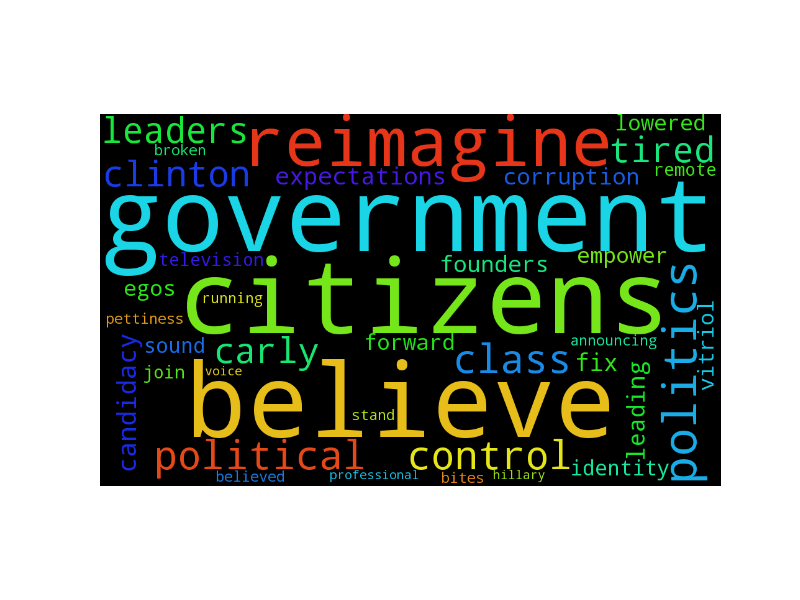 leaders reimagine lowered
broken tired
clinton expectations corruption remote
government
television founders empower
egos running citizens
pettiness
sound carly forward class announcing fix
join voice believe
stand
candidacy leading politics vitriol
political control identity
believed professional bites hillary